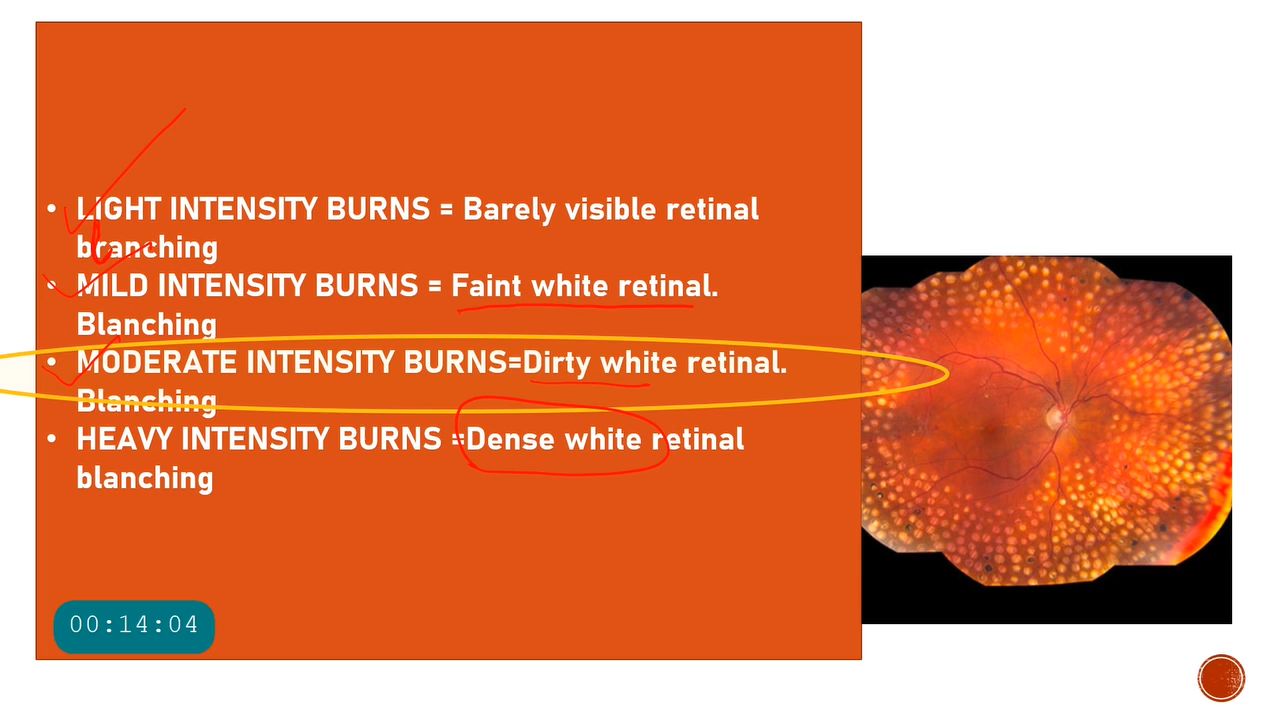 • LIGHT INTENSITY BURNS = Barely visible retinal
branching
• MILD INTENSITY BURNS = Faint white retinal.
Blanching
• MODERATE INTENSITY BURNS=Dirty white retinal.
Blanching
• HEAVY INTENSITY BURNS =Dense white retinal
blanching
00:14:04